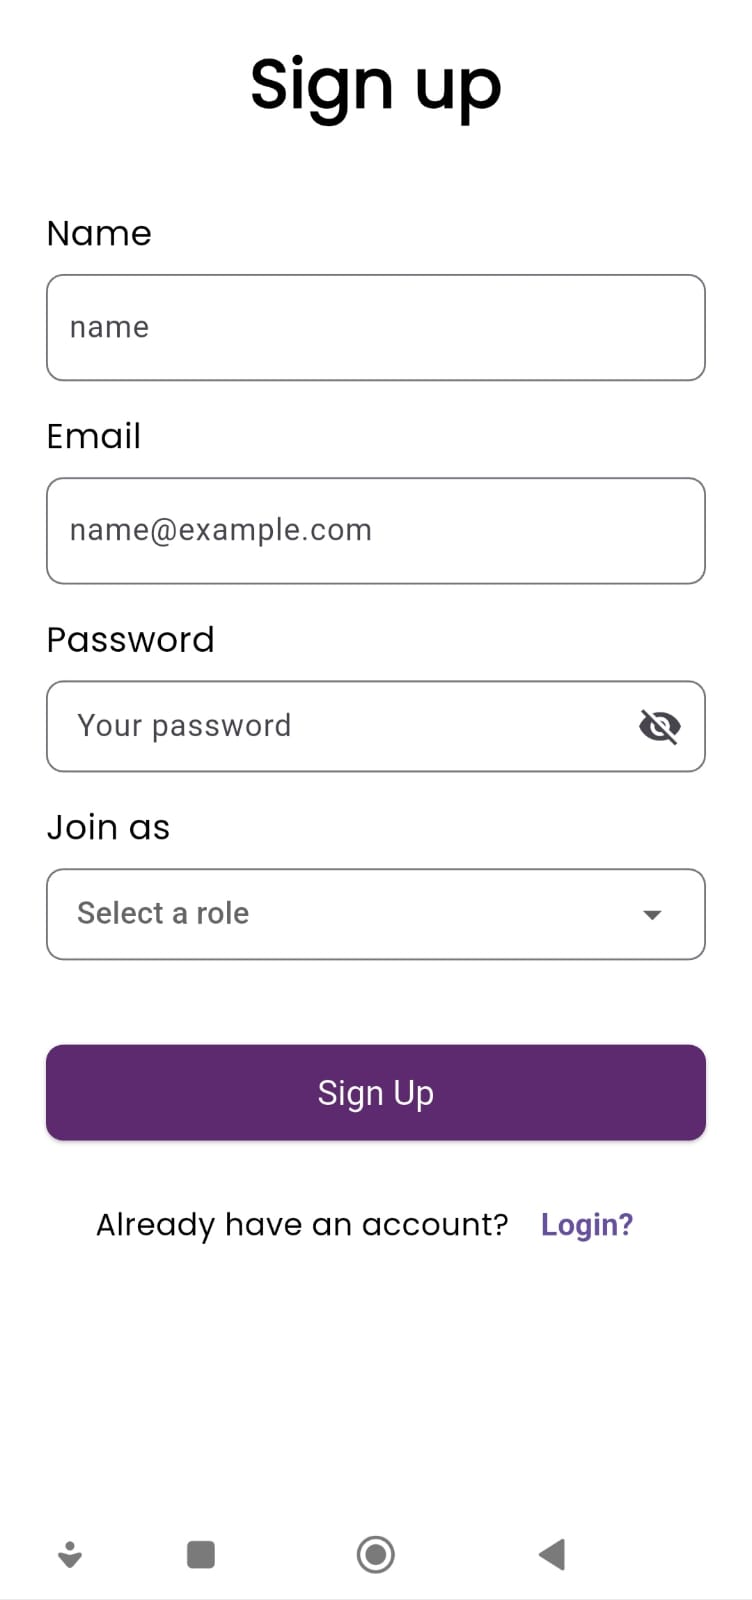 Sign up
Name
name
Email
name@example.com
Password
Your password
Join as
Select a role
Sign Up
Already have an account? Login?